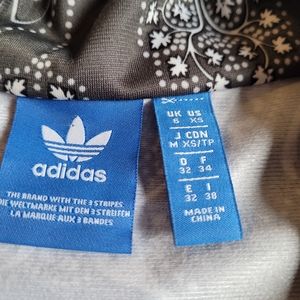 adidas
THE BRAND WITH THE 3 STRIPES
DIE WELTMARKE MIT DEN 3 STREIFEN
LA MARQUE AUX 3 BANDES
UK US
6 XS
J CDN
M XS/TP
D F
32 34
E I
32 38
MADE IN
CHINA